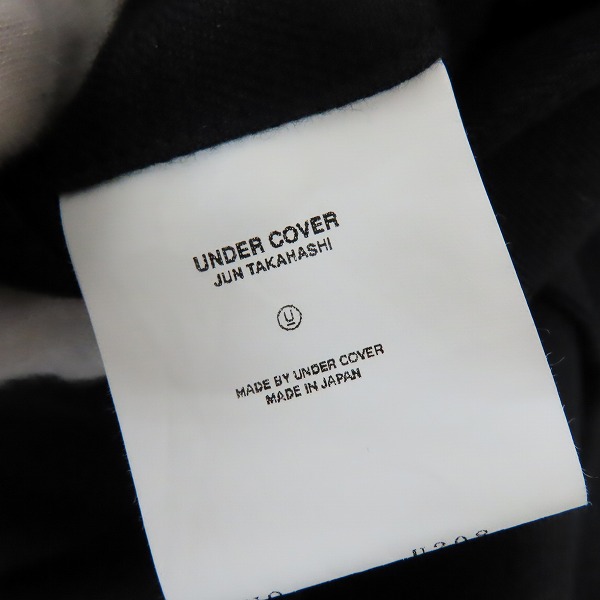 UNDER COVER
JUN TAKAHASHI
U
MADE BY UNDER COVER
MADE IN JAPAN